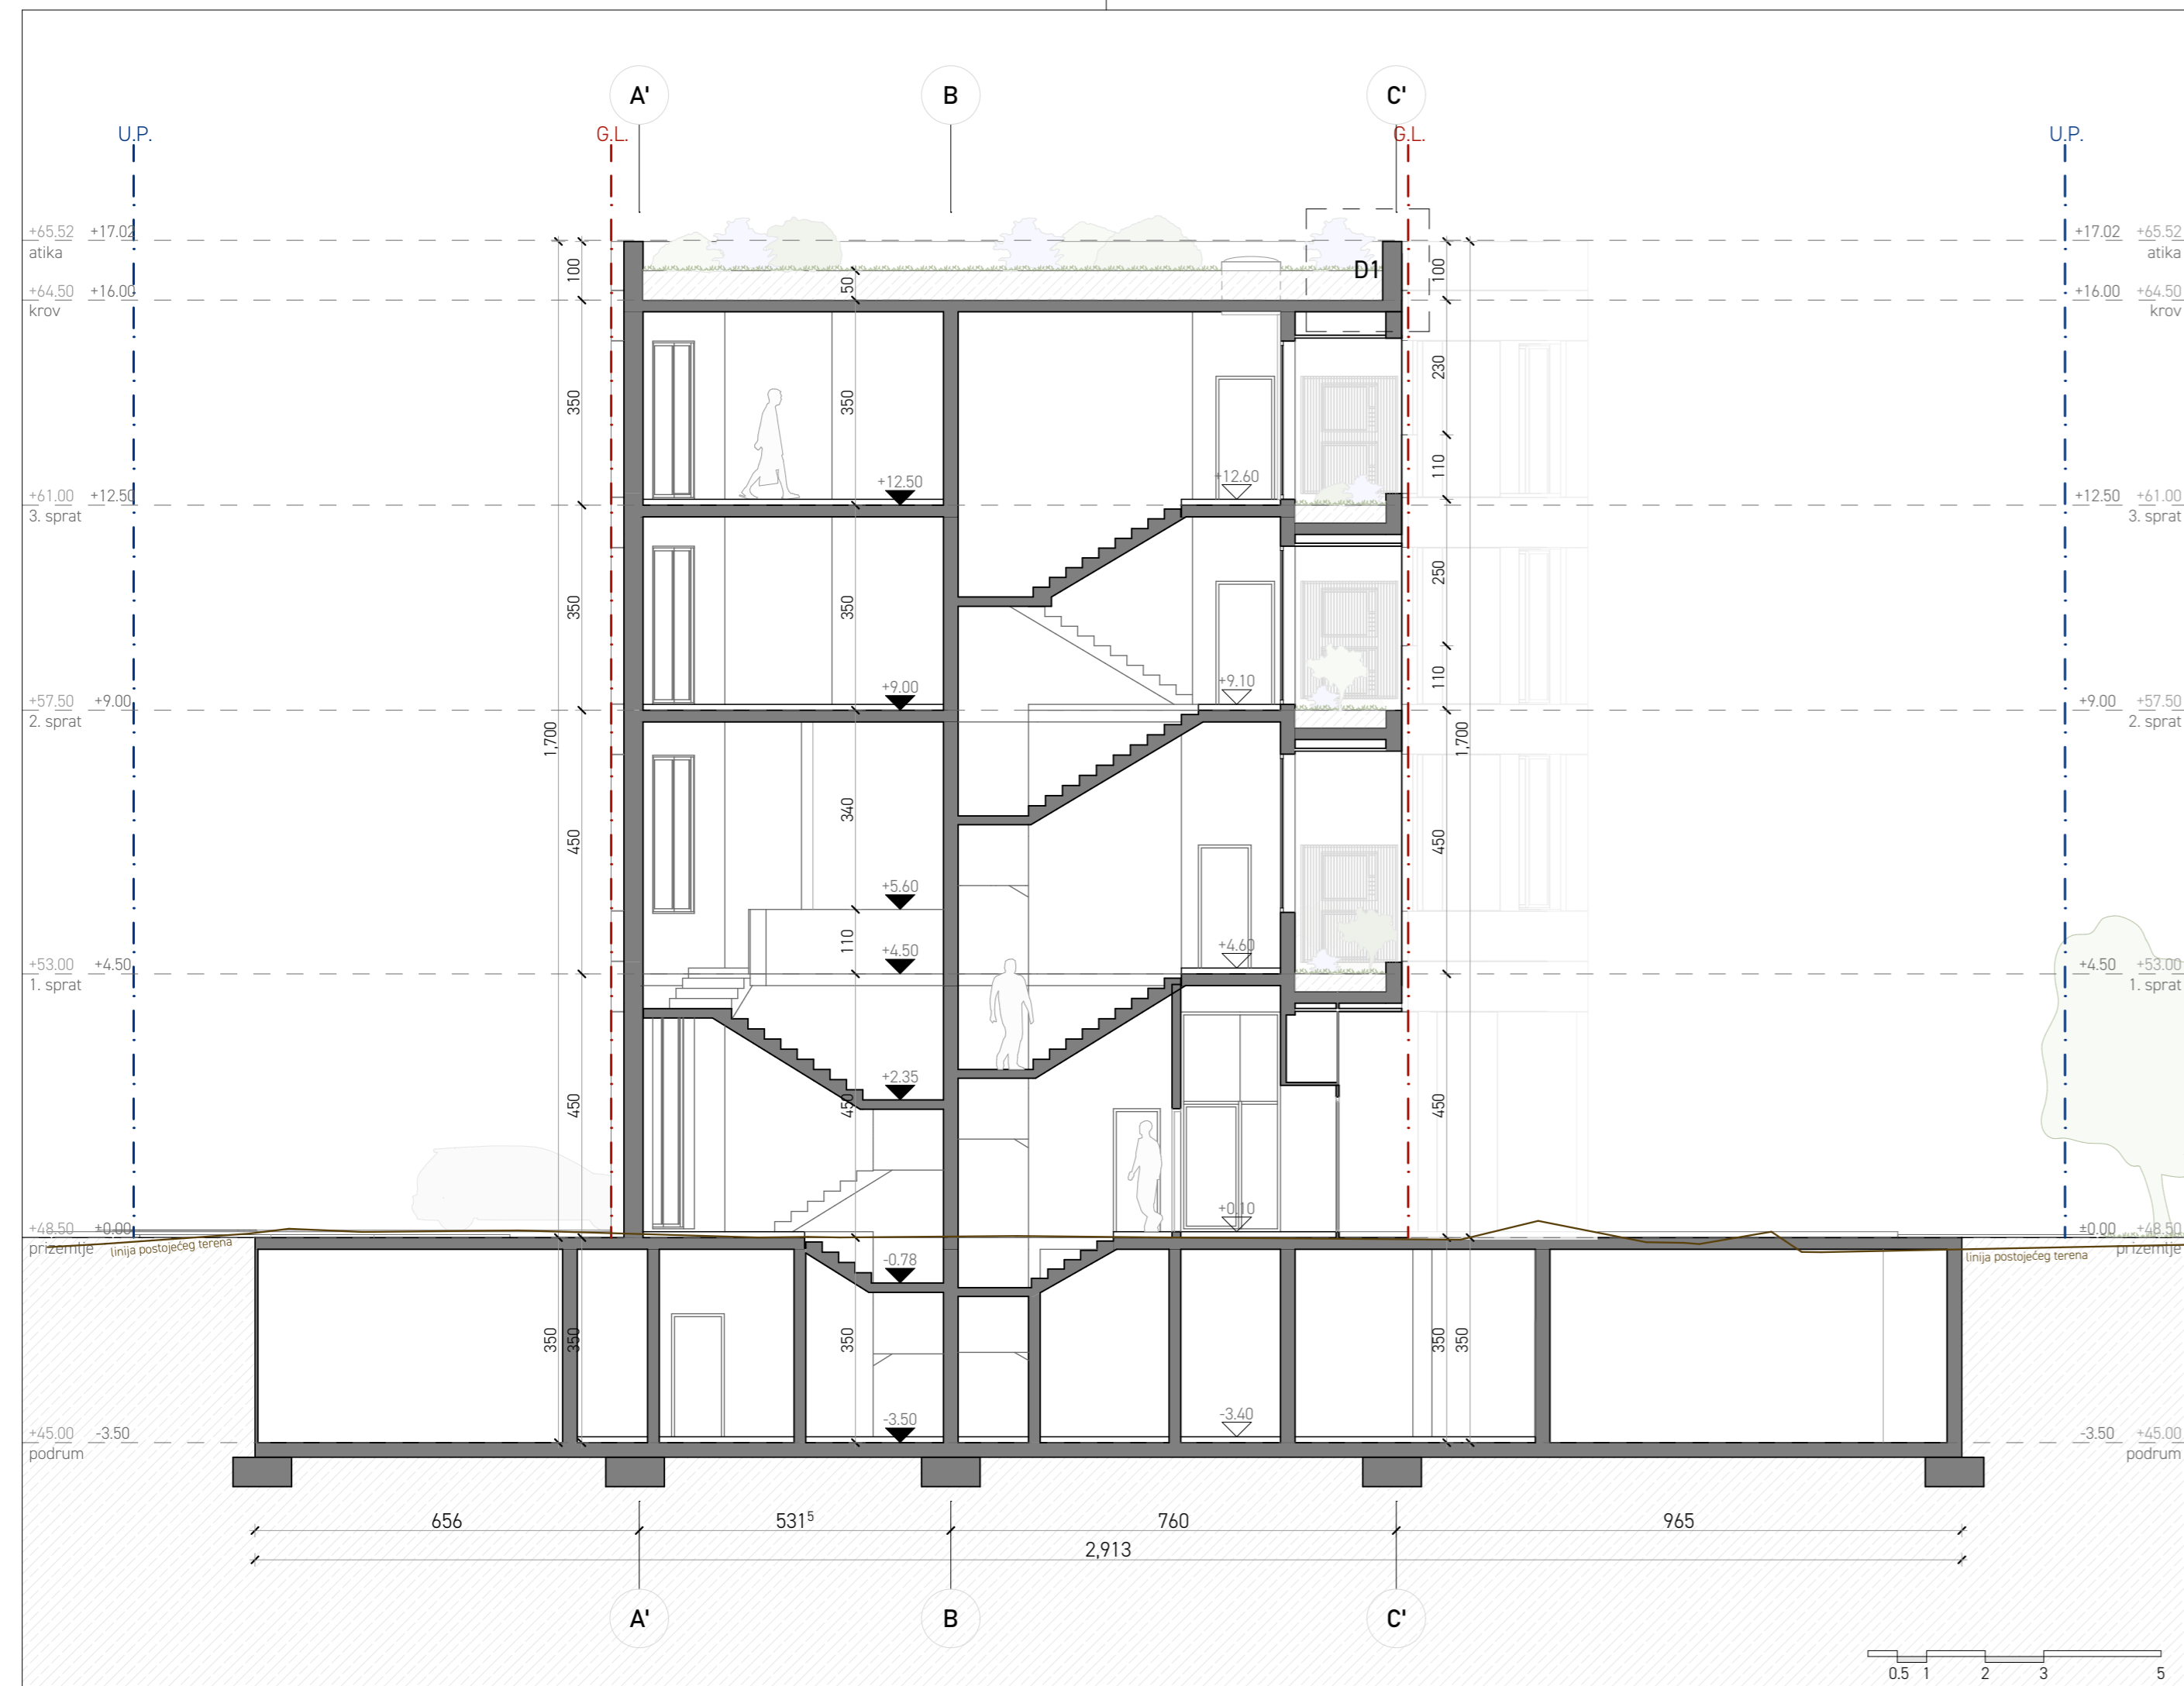 A' B C'
U.P. G.L. G.L. U.P.
+65.52 +17.02 +17.02 +65.52
atika atika
100 D1 100
50
+64.50 +16.00 +16.00 +64.50
krov krov
350 350 230
110
+12.50 +12.60
+61.00 +12.50 +12.50 +61.00
3. sprat 3. sprat
350 350 250
110
+9.00 +9.10
+57.50 +9.00 +9.00 +57.50
2. sprat 2. sprat
1,700 1,700
450 340 450
+5.60
110
+4.50 +4.60
+53.00 +4.50 +4.50 +53.00
1. sprat 1. sprat
+2.35
450 450 450
+0.10
+48.50 +0.00 ±0.00 +48.50
prizemlje linija postojećeg terena linija postojećeg terena prizemlje
-0.78
350 350 350 350 350
-3.50 -3.40
+45.00 -3.50 -3.50 +45.00
podrum podrum
656 531⁵ 760 965
2,913
A' B C'
0.5 1 2 3 5